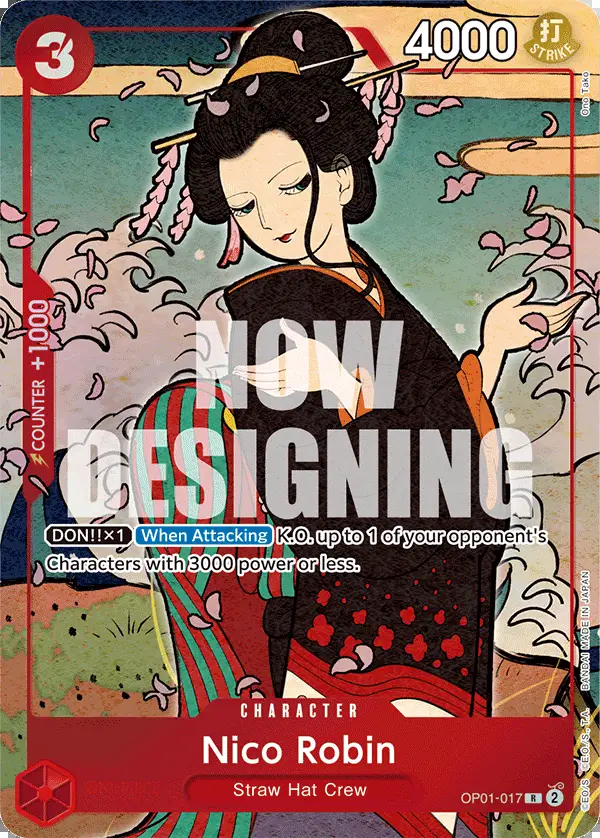 3
4000
打
STRIKE
Ono Tako
COUNTER +1000
NOW
DESIGNING
DON!!×1 When Attacking K.O. up to 1 of your opponent's
Characters with 3000 power or less.
CHARACTER
Nico Robin
Straw Hat Crew
OP01-017 R 2
©E.O./S., T.A. BANDAI MADE IN JAPAN